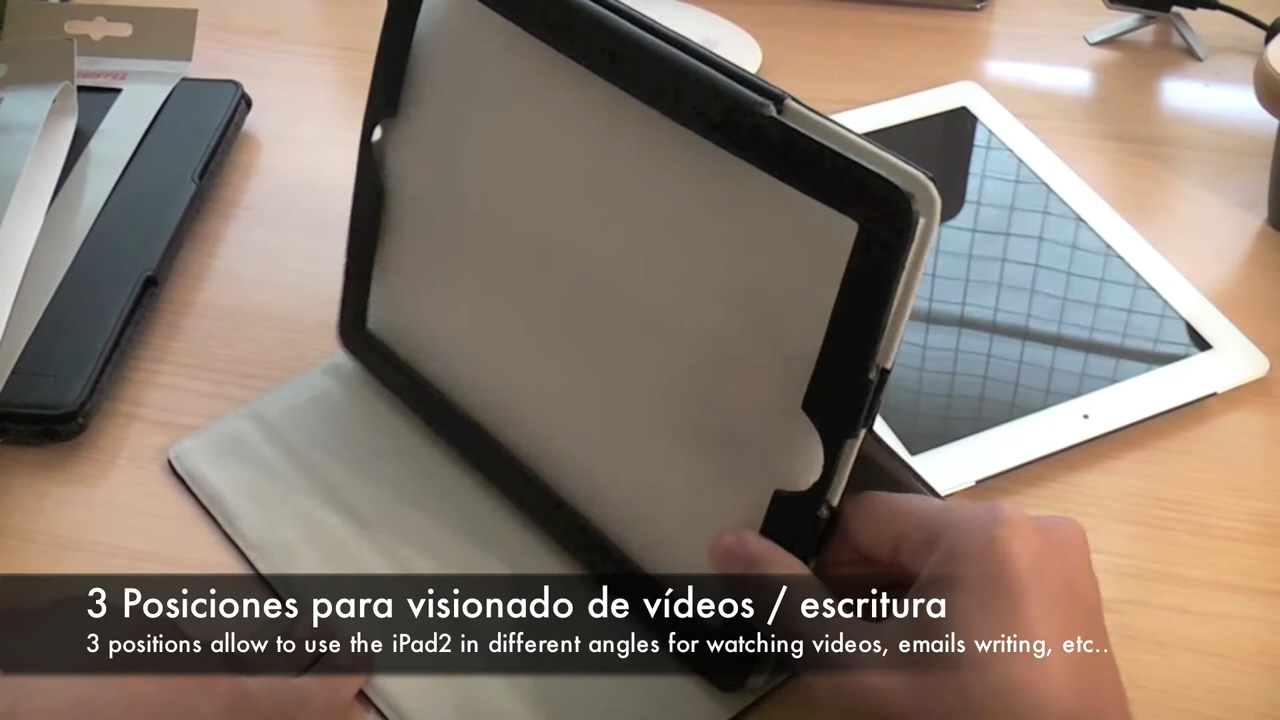 3 Posiciones para visionado de vídeos / escritura
3 positions allow to use the iPad2 in different angles for watching videos, emails writing, etc..